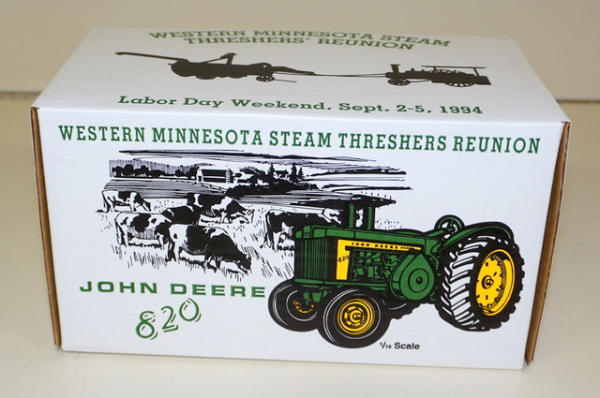 WESTERN MINNESOTA STEAM
THRESHERS' REUNION
Labor Day Weekend, Sept. 2-5, 1994
WESTERN MINNESOTA STEAM THRESHERS REUNION
JOHN DEERE
820
JOHN DEERE
820
1/16 Scale